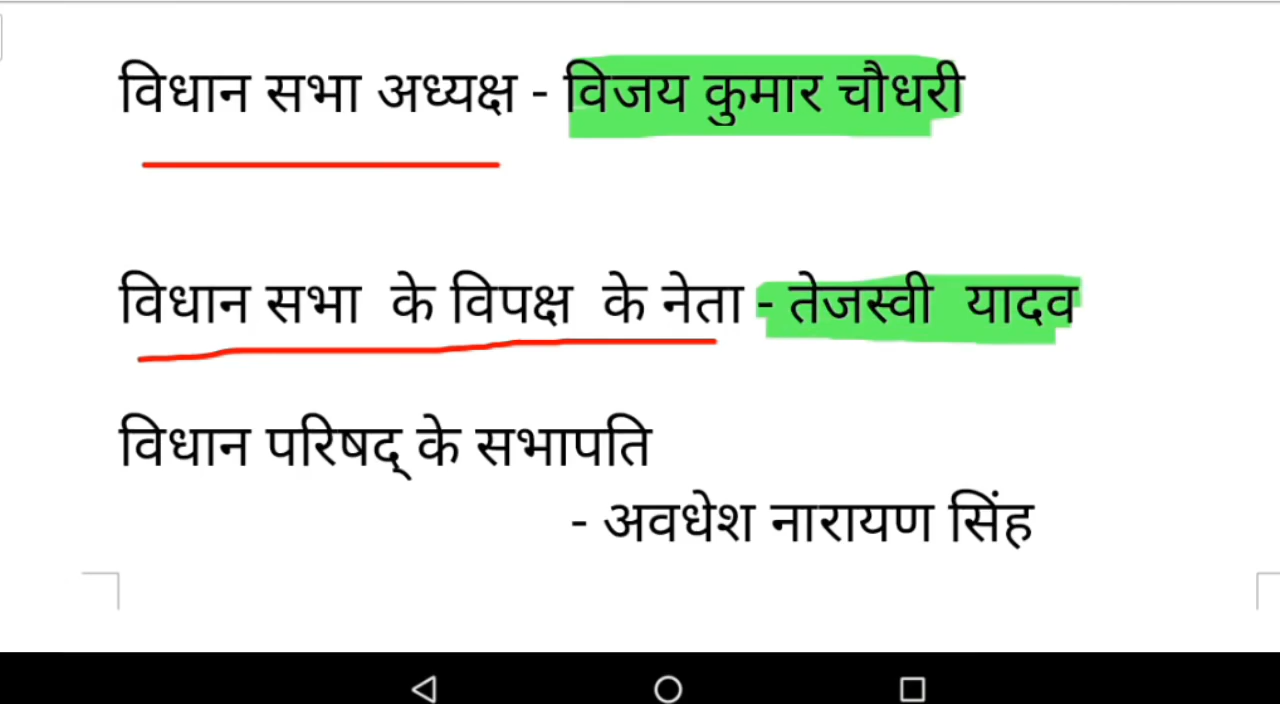 विधान सभा अध्यक्ष - विजय कुमार चौधरी
विधान सभा के विपक्ष के नेता - तेजस्वी यादव
विधान परिषद् के सभापति
- अवधेश नारायण सिंह